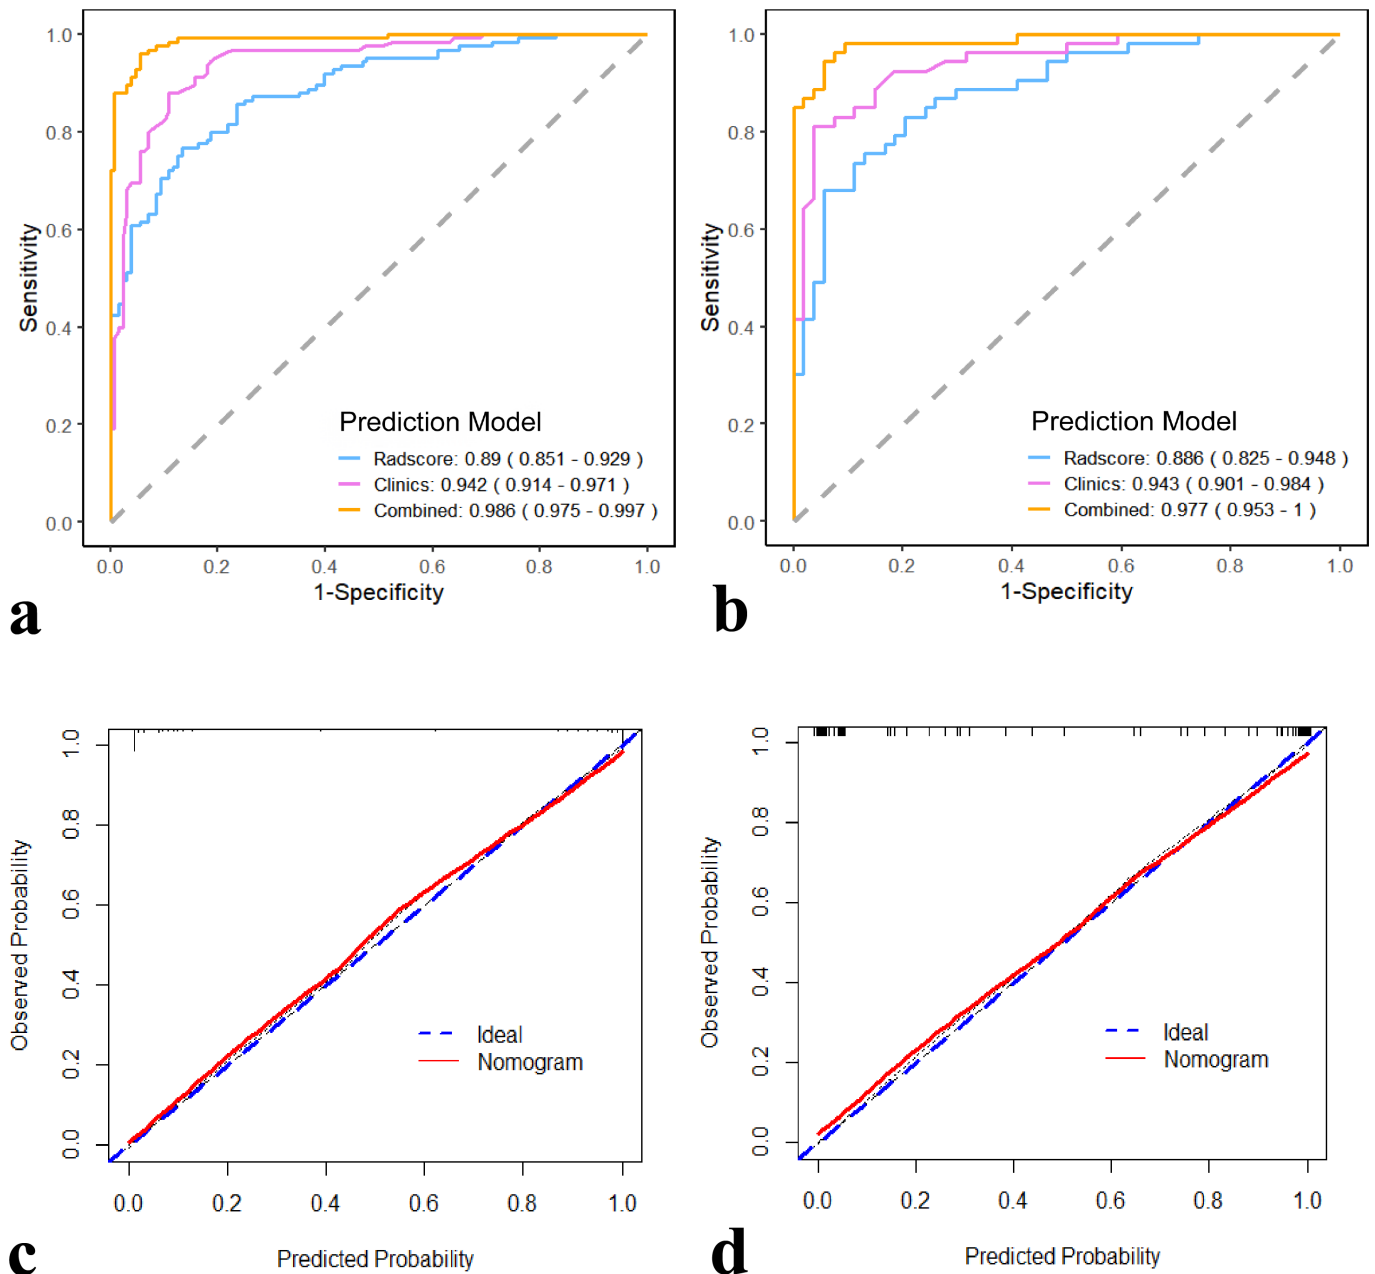 1.0
0.8
0.6
0.4
0.2
0.0
Sensitivity
Prediction Model
Radscore: 0.89 ( 0.851 - 0.929 )
Clinics: 0.942 ( 0.914 - 0.971 )
Combined: 0.986 ( 0.975 - 0.997 )
0.0 0.2 0.4 0.6 0.8 1.0
1-Specificity
a
1.0
0.8
0.6
0.4
0.2
0.0
Sensitivity
Prediction Model
Radscore: 0.886 ( 0.825 - 0.948 )
Clinics: 0.943 ( 0.901 - 0.984 )
Combined: 0.977 ( 0.953 - 1 )
0.0 0.2 0.4 0.6 0.8 1.0
1-Specificity
b
1.0
0.8
0.6
0.4
0.2
0.0
Observed Probability
Ideal
Nomogram
0.0 0.2 0.4 0.6 0.8 1.0
Predicted Probability
c
1.0
0.8
0.6
0.4
0.2
0.0
Observed Probability
Ideal
Nomogram
0.0 0.2 0.4 0.6 0.8 1.0
Predicted Probability
d